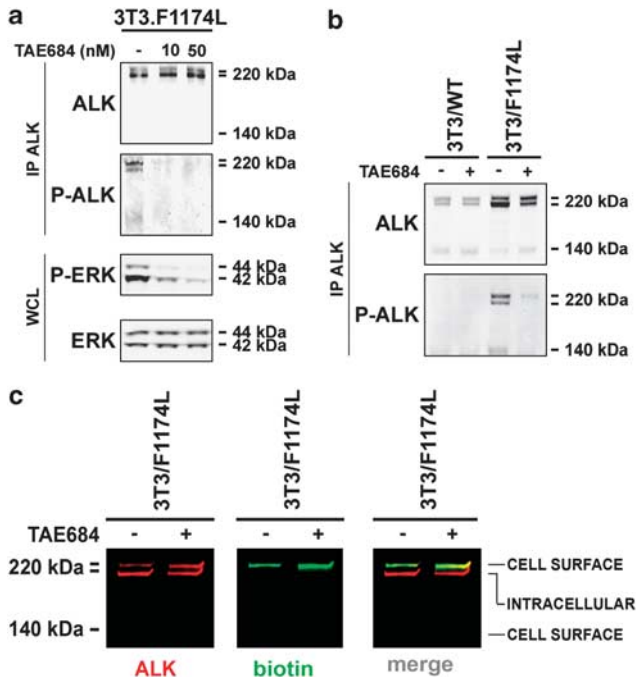 a
3T3.F1174L
TAE684 (nM) - 10 50
IP ALK
ALK
220 kDa
140 kDa
P-ALK
220 kDa
140 kDa
WCL
P-ERK
44 kDa
42 kDa
ERK
44 kDa
42 kDa
b
3T3/WT
3T3/F1174L
TAE684 - + - +
IP ALK
ALK
220 kDa
140 kDa
P-ALK
220 kDa
140 kDa
c
3T3/F1174L
3T3/F1174L
3T3/F1174L
TAE684 - + - + - +
220 kDa
140 kDa
CELL SURFACE
INTRACELLULAR
CELL SURFACE
ALK
biotin
merge